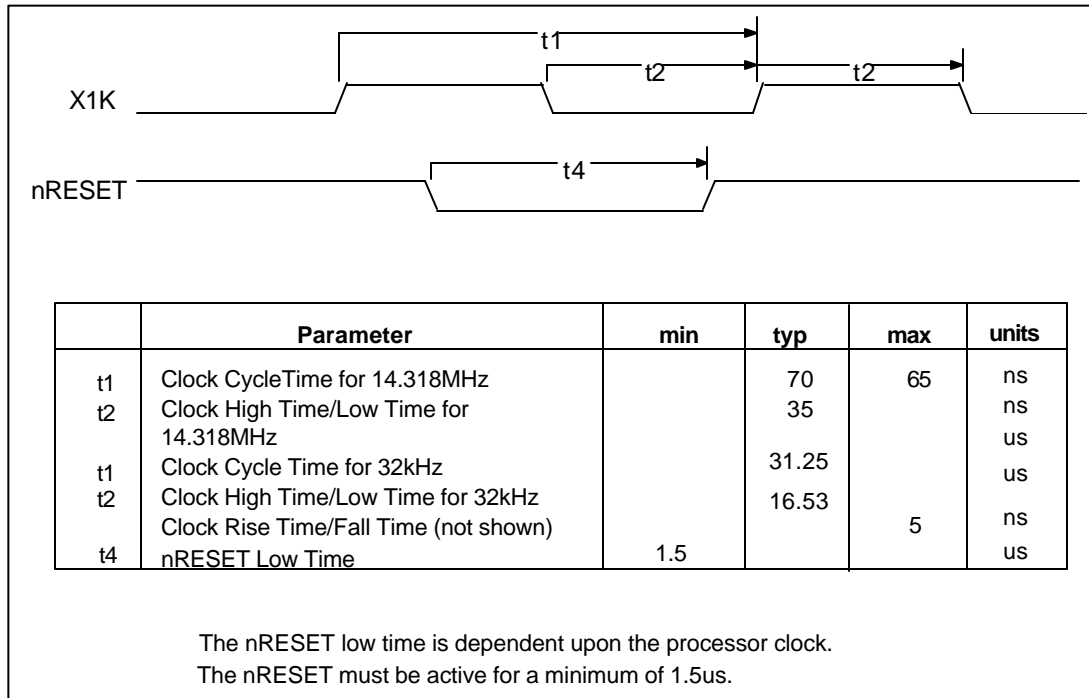 t1
t2 t2
X1K
t4
nRESET
Parameter min typ max units
t1 Clock CycleTime for 14.318MHz 70 65 ns
t2 Clock High Time/Low Time for 35 ns
14.318MHz us
t1 Clock Cycle Time for 32kHz 31.25 us
t2 Clock High Time/Low Time for 32kHz 16.53
Clock Rise Time/Fall Time (not shown) 5 ns
t4 nRESET Low Time 1.5 us
The nRESET low time is dependent upon the processor clock.
The nRESET must be active for a minimum of 1.5us.